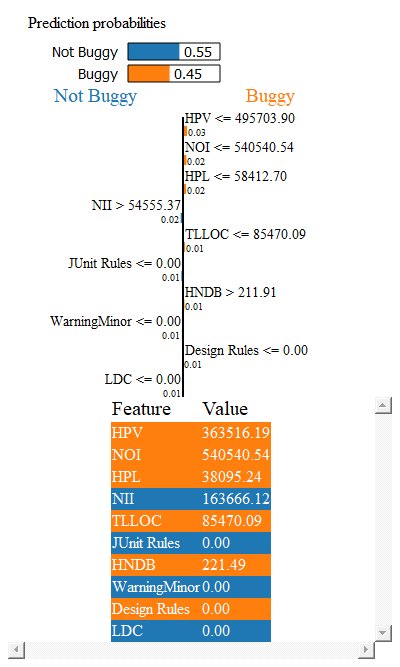 Prediction probabilities
Not Buggy 0.55
Buggy 0.45
Not Buggy Buggy
HPV <= 495703.90
0.03
NOI <= 540540.54
0.02
HPL <= 58412.70
0.02
NII > 54555.37
0.02
TLLOC <= 85470.09
0.01
JUnit Rules <= 0.00
0.01
HNDB > 211.91
0.01
WarningMinor <= 0.00
0.01
Design Rules <= 0.00
0.01
LDC <= 0.00
0.01
Feature Value
HPV 363516.19
NOI 540540.54
HPL 38095.24
NII 163666.12
TLLOC 85470.09
JUnit Rules 0.00
HNDB 221.49
WarningMinor 0.00
Design Rules 0.00
LDC 0.00